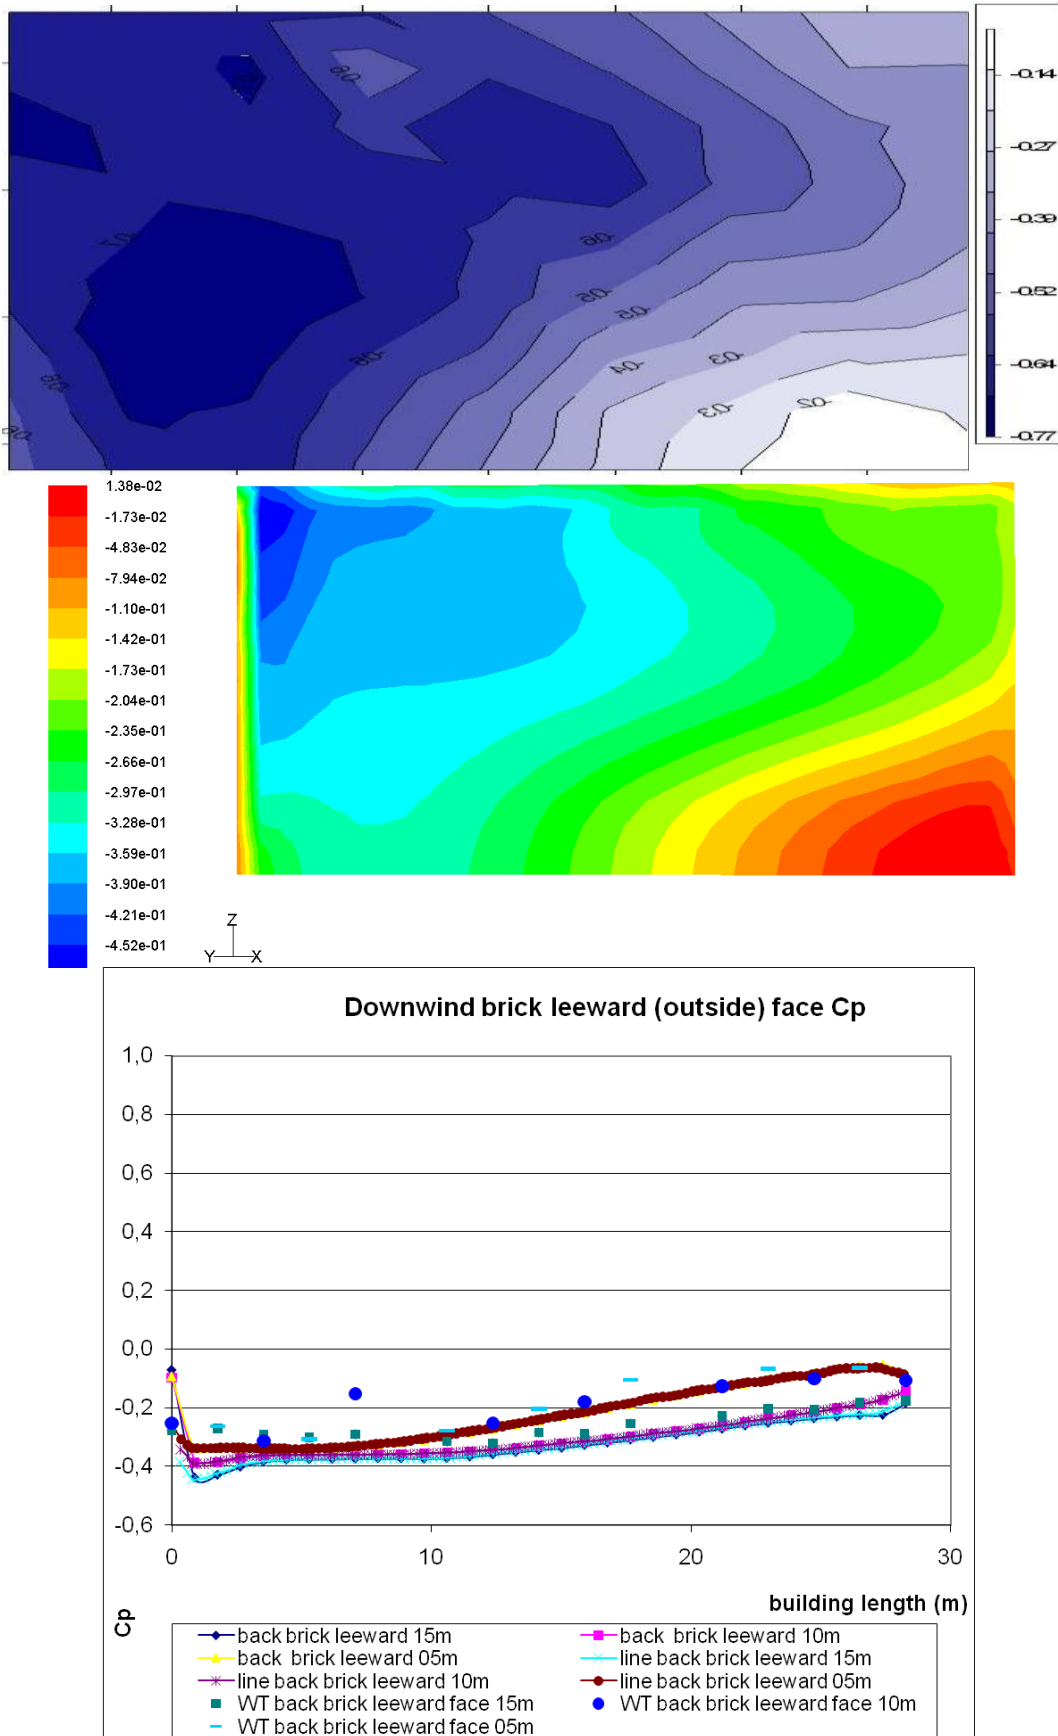 -0.14
-0.27
-0.39
-0.52
-0.64
-0.77
1.38e-02
-1.73e-02
-4.83e-02
-7.94e-02
-1.10e-01
-1.42e-01
-1.73e-01
-2.04e-01
-2.35e-01
-2.66e-01
-2.97e-01
-3.28e-01
-3.59e-01
-3.90e-01
-4.21e-01
-4.52e-01
Z
Y X
Downwind brick leeward (outside) face Cp
1,0
0,8
0,6
0,4
0,2
0,0
-0,2
-0,4
-0,6
0 10 20 30
building length (m)
Cp
back brick leeward 15m back brick leeward 10m
back brick leeward 05m line back brick leeward 15m
line back brick leeward 10m line back brick leeward 05m
WT back brick leeward face 15m WT back brick leeward face 10m
WT back brick leeward face 05m